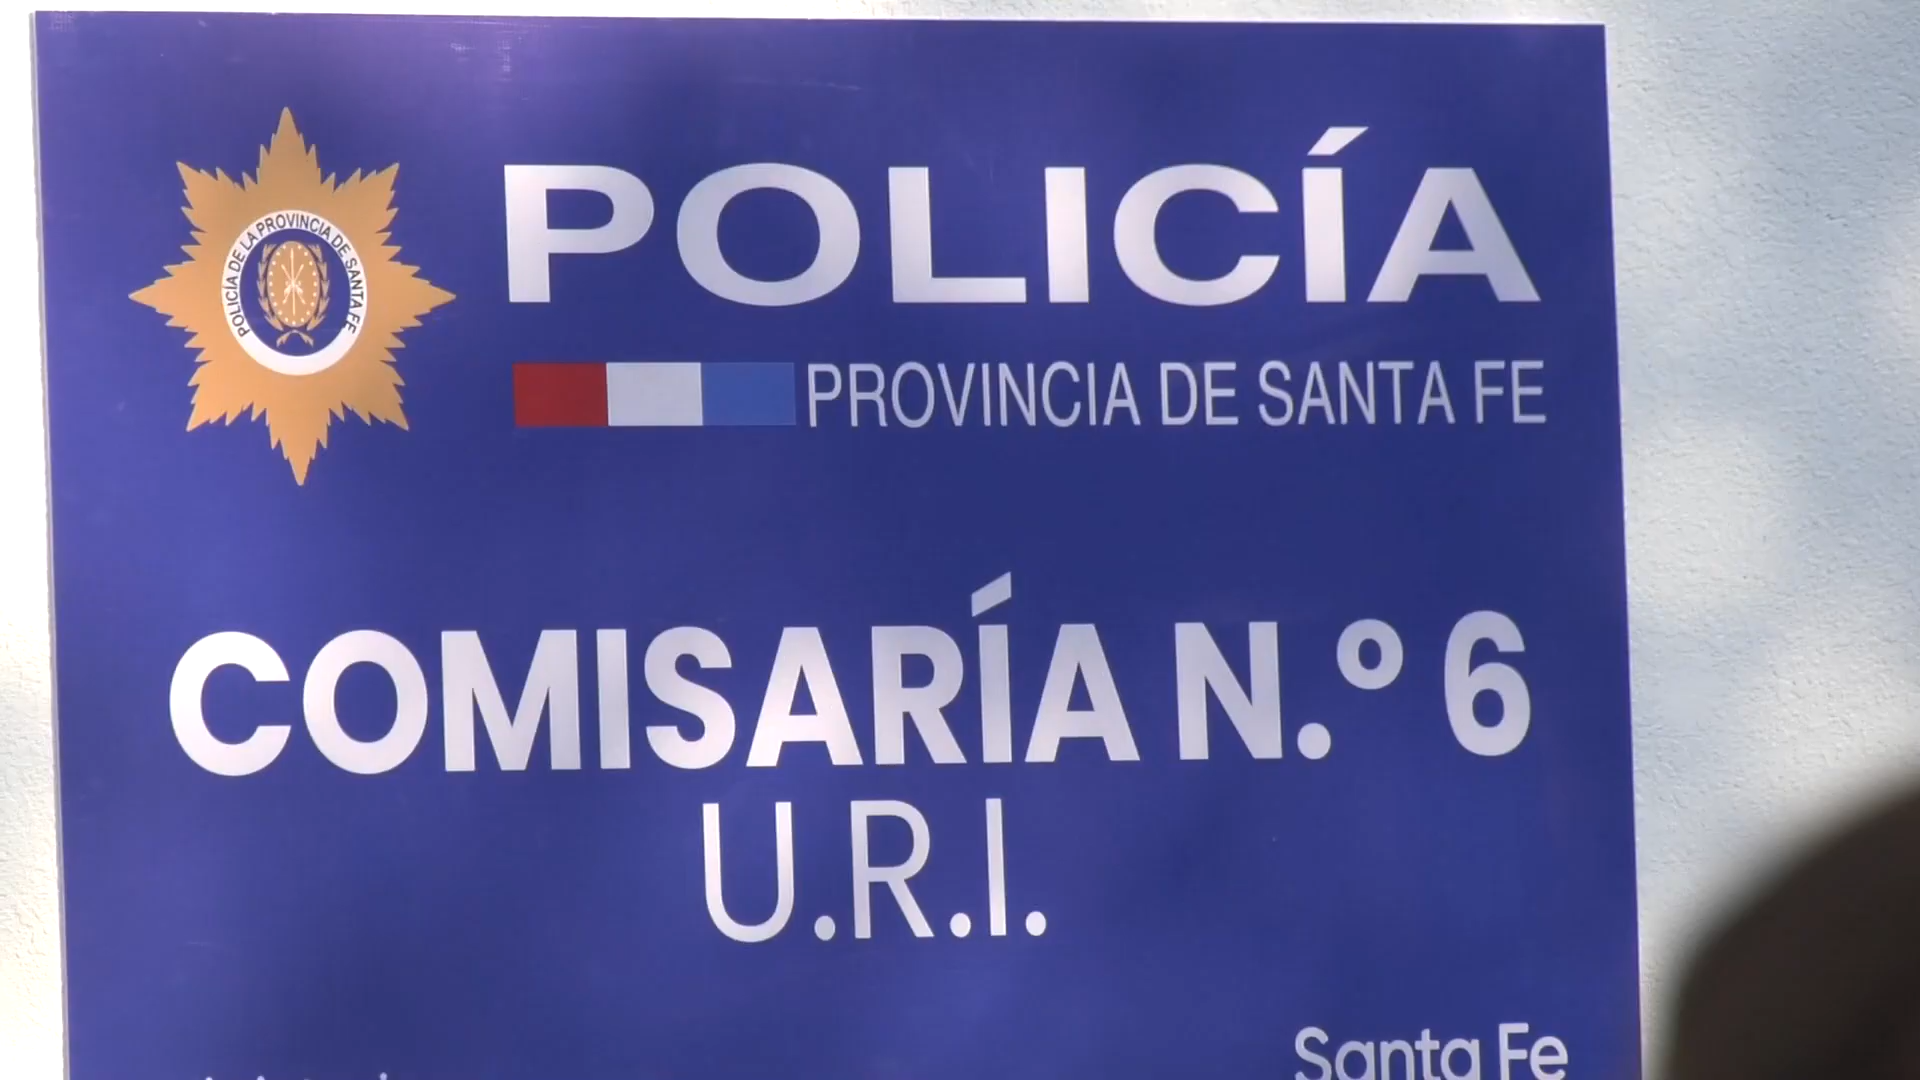 POLICÍA DE LA PROVINCIA DE SANTA FE
POLICÍA
PROVINCIA DE SANTA FE
COMISARÍA N.º 6
U.R.I.
Santa Fe